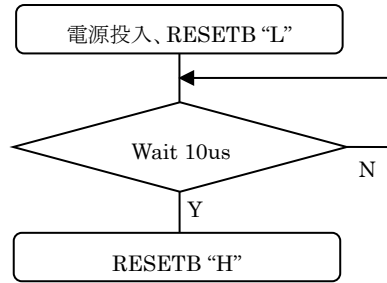 電源投入、RESETB “L”
Wait 10us
N
Y
RESETB “H”